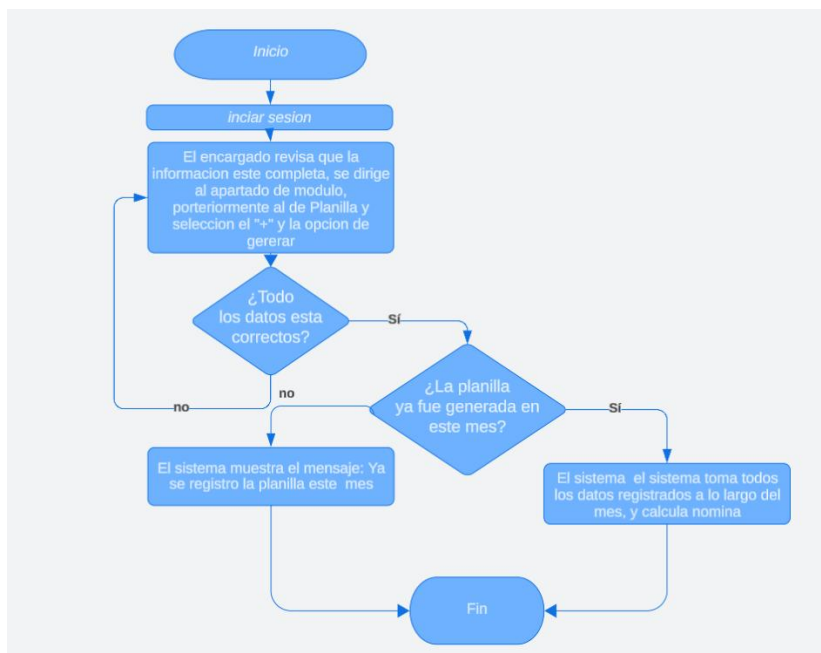 Inicio
inciar sesion
El encargado revisa que la
informacion este completa, se dirige
al apartado de modulo,
porteriormente al de Planilla y
seleccion el "+" y la opcion de
gererar
¿Todo
los datos esta
correctos?
Sí
no
¿La planilla
ya fue generada en
este mes?
no
Sí
El sistema muestra el mensaje: Ya
se registro la planilla este mes
El sistema el sistema toma todos
los datos registrados a lo largo del
mes, y calcula nomina
Fin